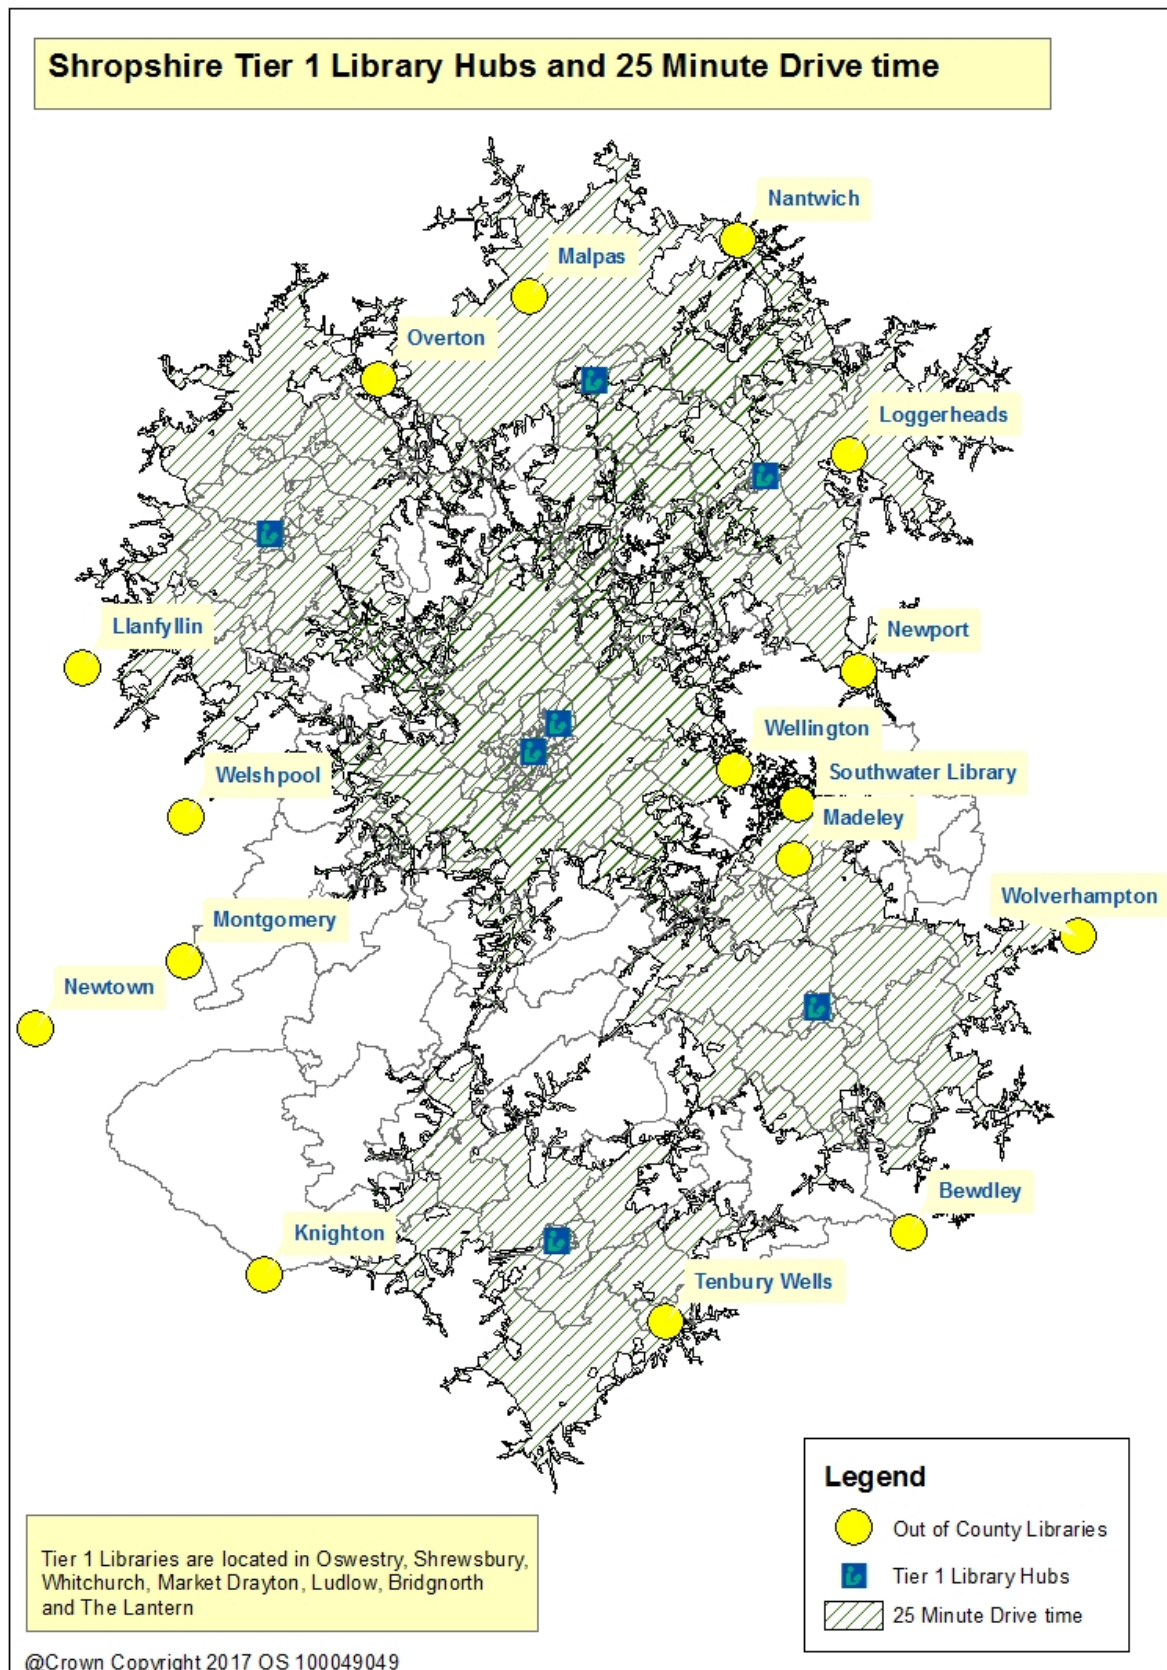 Shropshire Tier 1 Library Hubs and 25 Minute Drive time
Nantwich
Malpas
Overton
Loggerheads
Llanfyllin
Newport
Wellington
Welshpool
Southwater Library
Madeley
Wolverhampton
Montgomery
Newtown
Bewdley
Knighton
Tenbury Wells
Legend
Out of County Libraries
Tier 1 Library Hubs
25 Minute Drive time
Tier 1 Libraries are located in Oswestry, Shrewsbury,
Whitchurch, Market Drayton, Ludlow, Bridgnorth
and The Lantern
@Crown Copyright 2017 OS 100049049